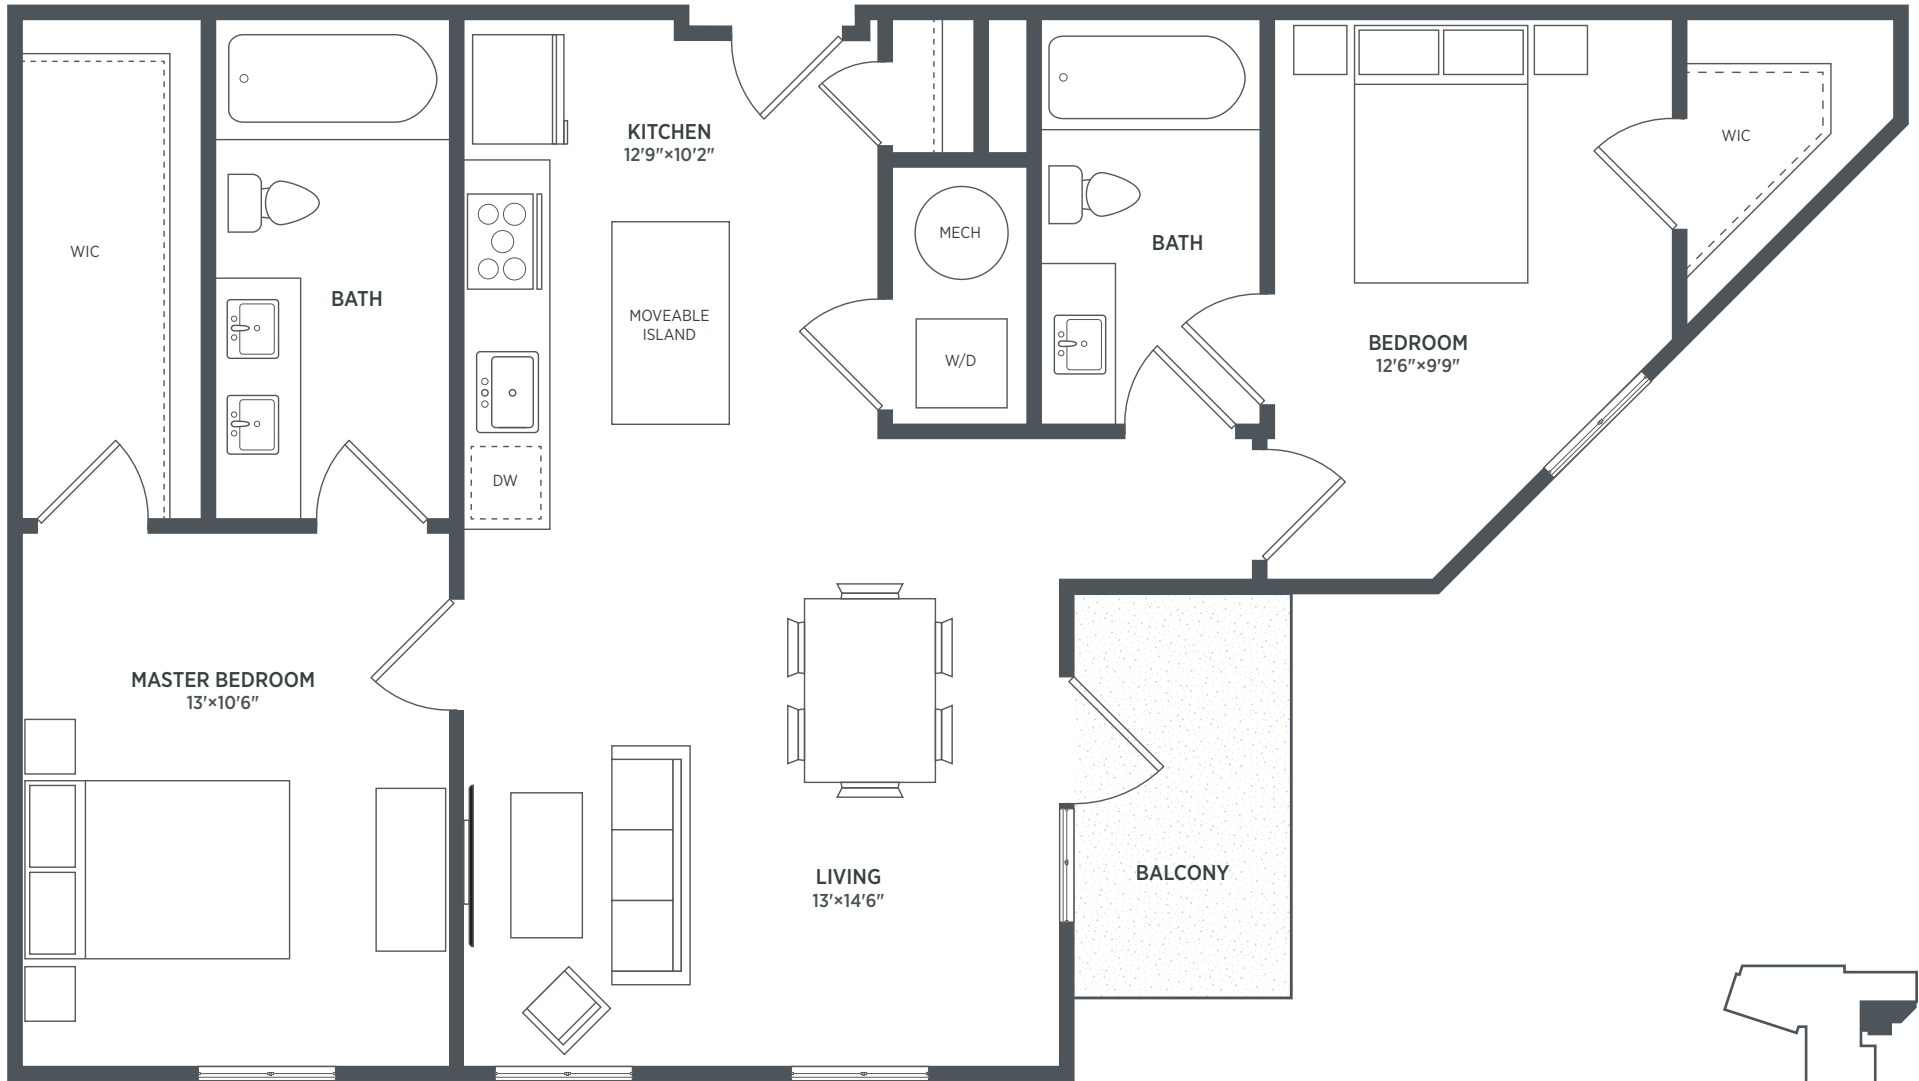 KITCHEN
12'9"×10'2"
WIC
MECH
BATH
WIC
BATH
MOVEABLE
ISLAND
W/D
BEDROOM
12'6"×9'9"
DW
MASTER BEDROOM
13'×10'6"
LIVING
13'×14'6"
BALCONY